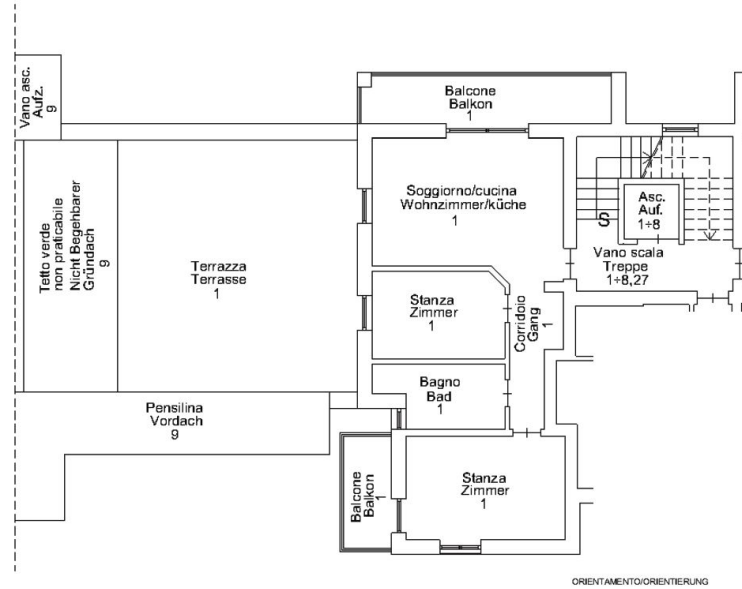 Vano asc.
Aufz.
9
Balcone
Balkon
1
Soggiorno/cucina
Wohnzimmer/küche
1
Asc.
Auf.
1÷8
S
Vano scala
Treppe
1÷8,27
Tetto verde
non praticabile
Nicht Begehbarer
Gründach
9
Terrazza
Terrasse
1
Stanza
Zimmer
1
Corridoio
Gang
1
Bagno
Bad
1
Pensilina
Vordach
9
Balcone
Balkon
1
Stanza
Zimmer
1
ORIENTAMENTO/ORIENTIERUNG